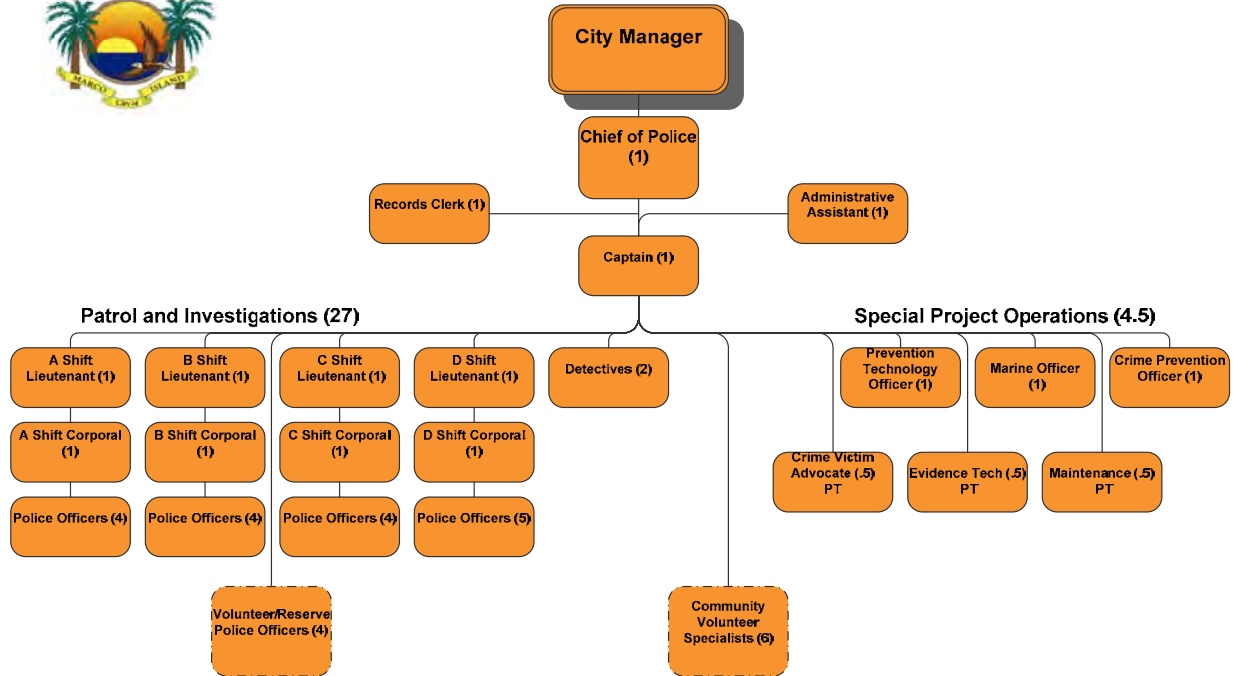 MARCO ISLAND
City Manager
Chief of Police
(1)
Records Clerk (1)
Administrative
Assistant (1)
Captain (1)
Patrol and Investigations (27)
Special Project Operations (4.5)
A Shift
Lieutenant (1)
B Shift
Lieutenant (1)
C Shift
Lieutenant (1)
D Shift
Lieutenant (1)
Detectives (2)
Prevention
Technology
Officer (1)
Marine Officer
(1)
Crime Prevention
Officer (1)
A Shift Corporal
(1)
B Shift Corporal
(1)
C Shift Corporal
(1)
D Shift Corporal
(1)
Crime Victim
Advocate (.5)
PT
Evidence Tech (.5)
PT
Maintenance (.5)
PT
Police Officers (4)
Police Officers (4)
Police Officers (4)
Police Officers (5)
Volunteer/Reserve
Police Officers (4)
Community
Volunteer
Specialists (6)